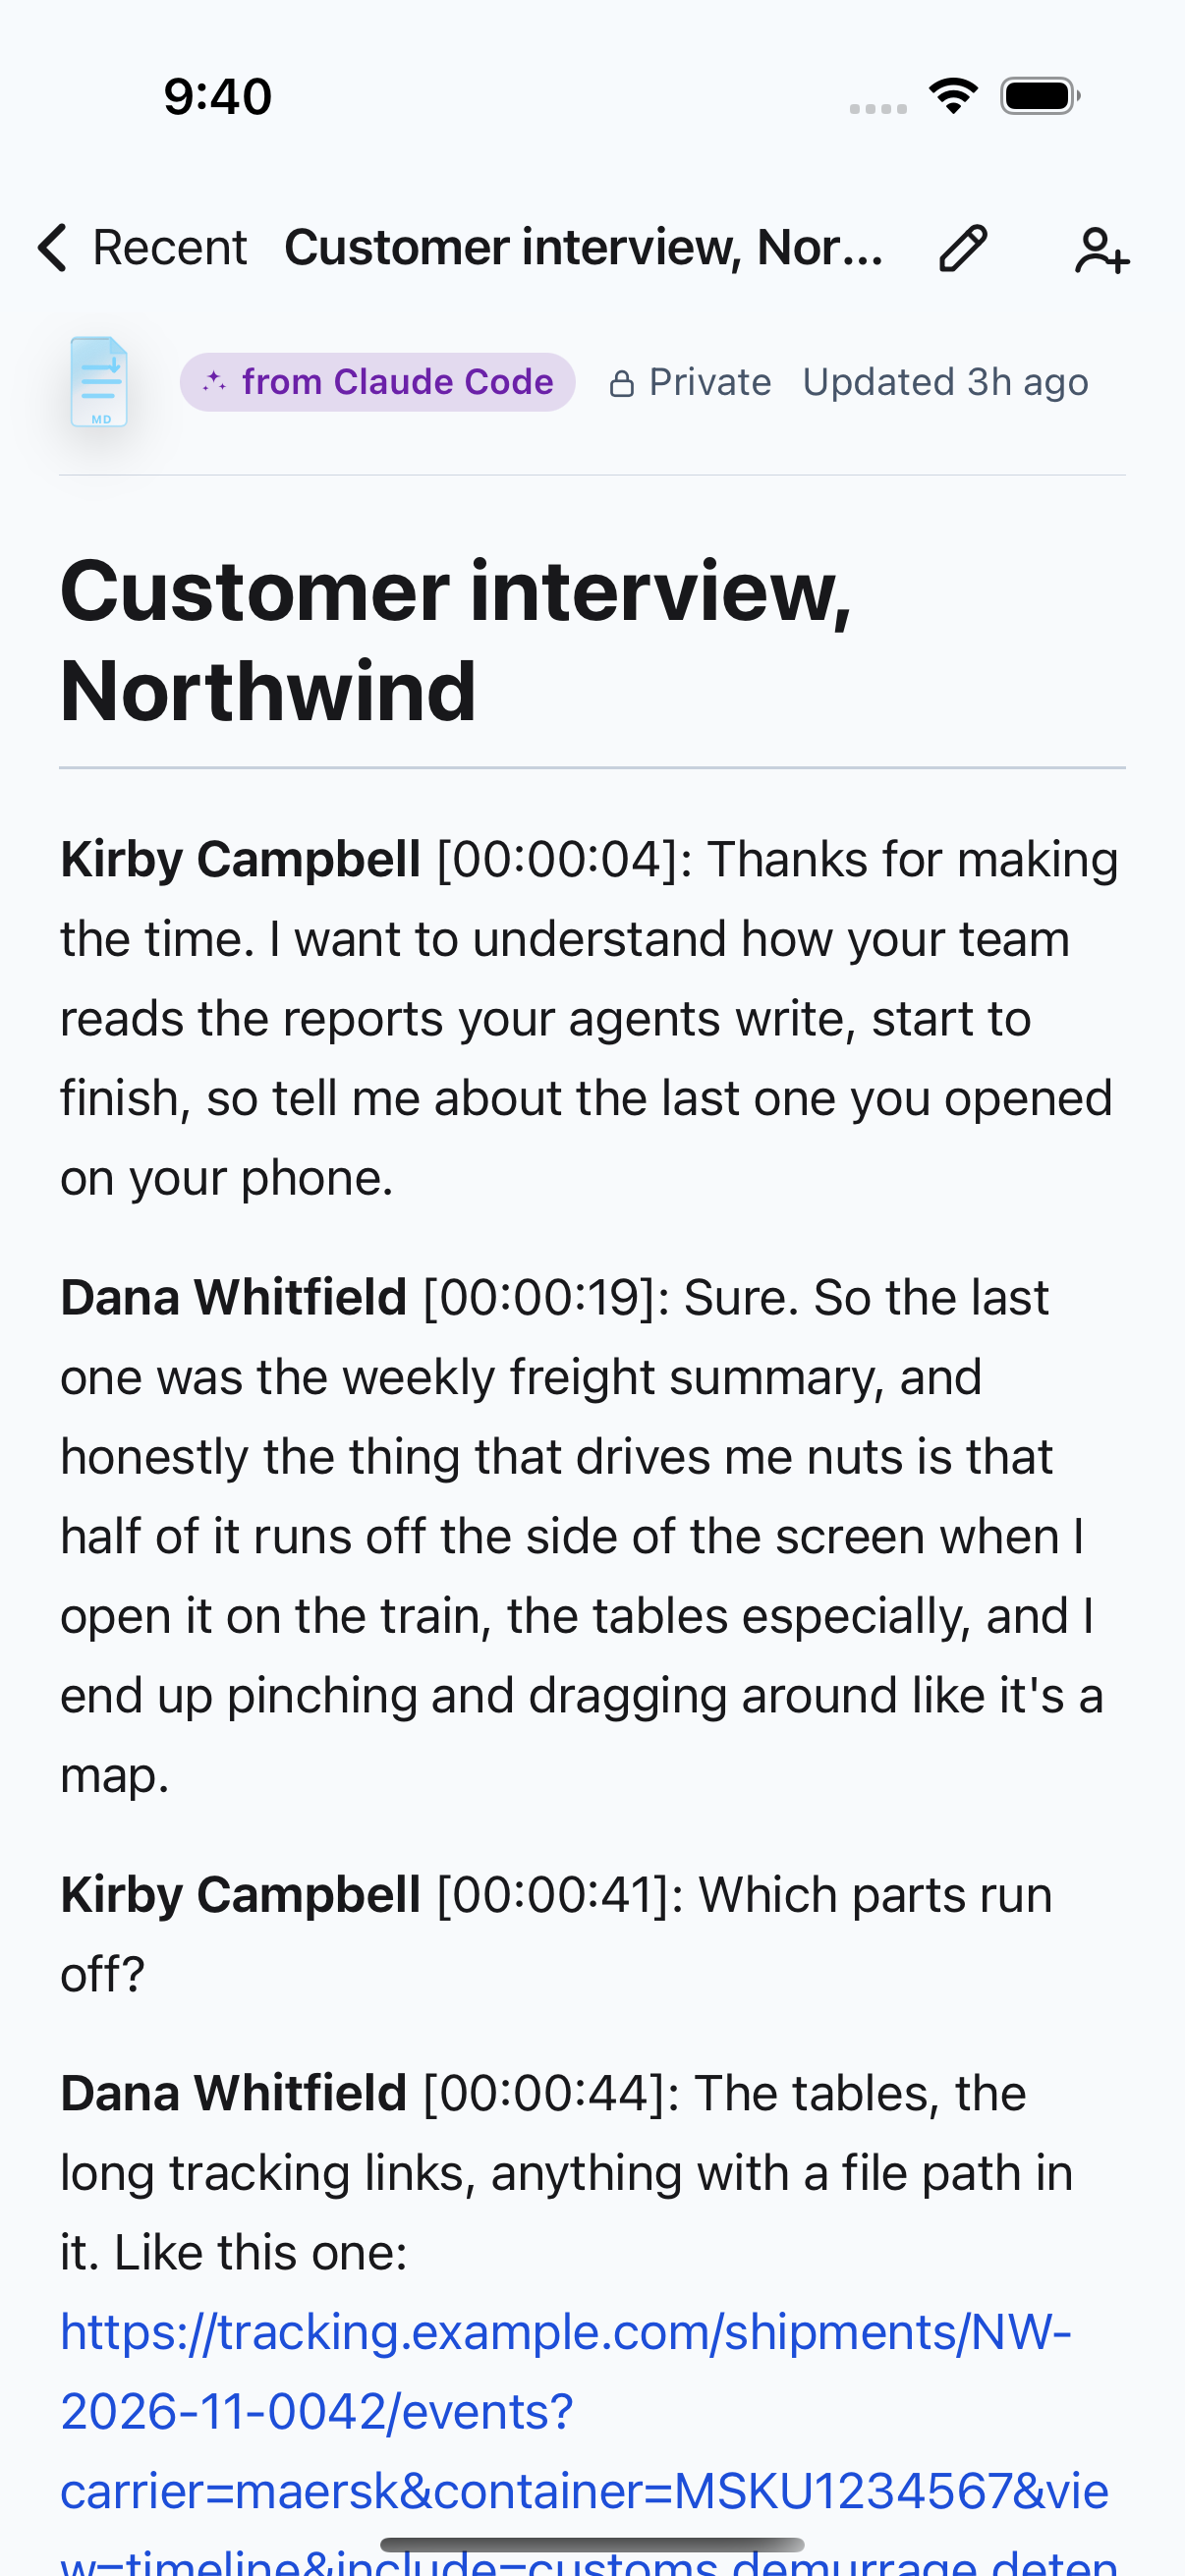 9:40
Recent Customer interview, Nor...
MD
from Claude Code Private Updated 3h ago
Customer interview,
Northwind
Kirby Campbell [00:00:04]: Thanks for making
the time. I want to understand how your team
reads the reports your agents write, start to
finish, so tell me about the last one you opened
on your phone.
Dana Whitfield [00:00:19]: Sure. So the last
one was the weekly freight summary, and
honestly the thing that drives me nuts is that
half of it runs off the side of the screen when I
open it on the train, the tables especially, and I
end up pinching and dragging around like it's a
map.
Kirby Campbell [00:00:41]: Which parts run
off?
Dana Whitfield [00:00:44]: The tables, the
long tracking links, anything with a file path in
it. Like this one:
https://tracking.example.com/shipments/NW-
2026-11-0042/events?
carrier=maersk&container=MSKU1234567&vie
w=timeline&include=customs,demurrage,deten